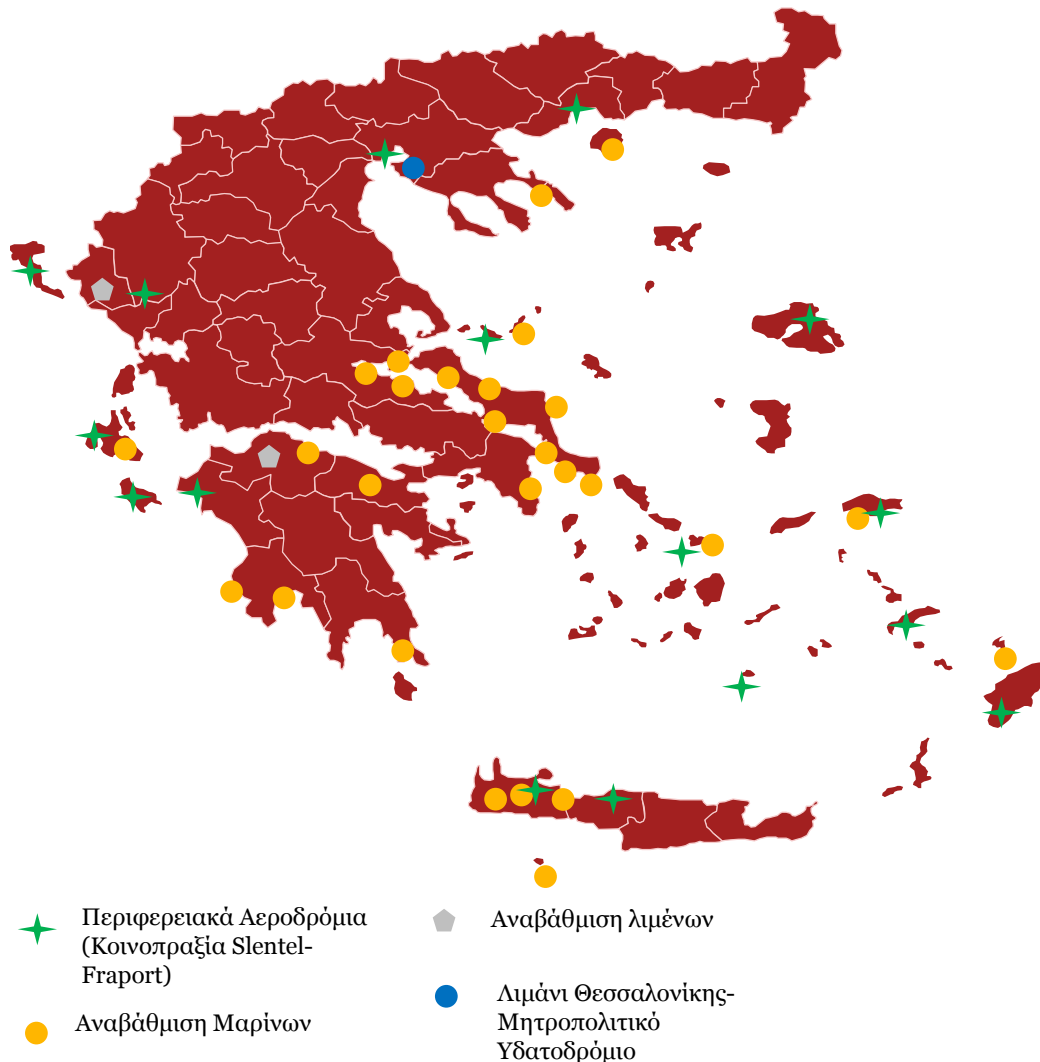 Περιφερειακά Αεροδρόμια
(Κοινοπραξία Slentel-
Fraport)
Αναβάθμιση Μαρίνων
Αναβάθμιση λιμένων
Λιμάνι Θεσσαλονίκης-
Μητροπολιτικό
Υδατοδρόμιο